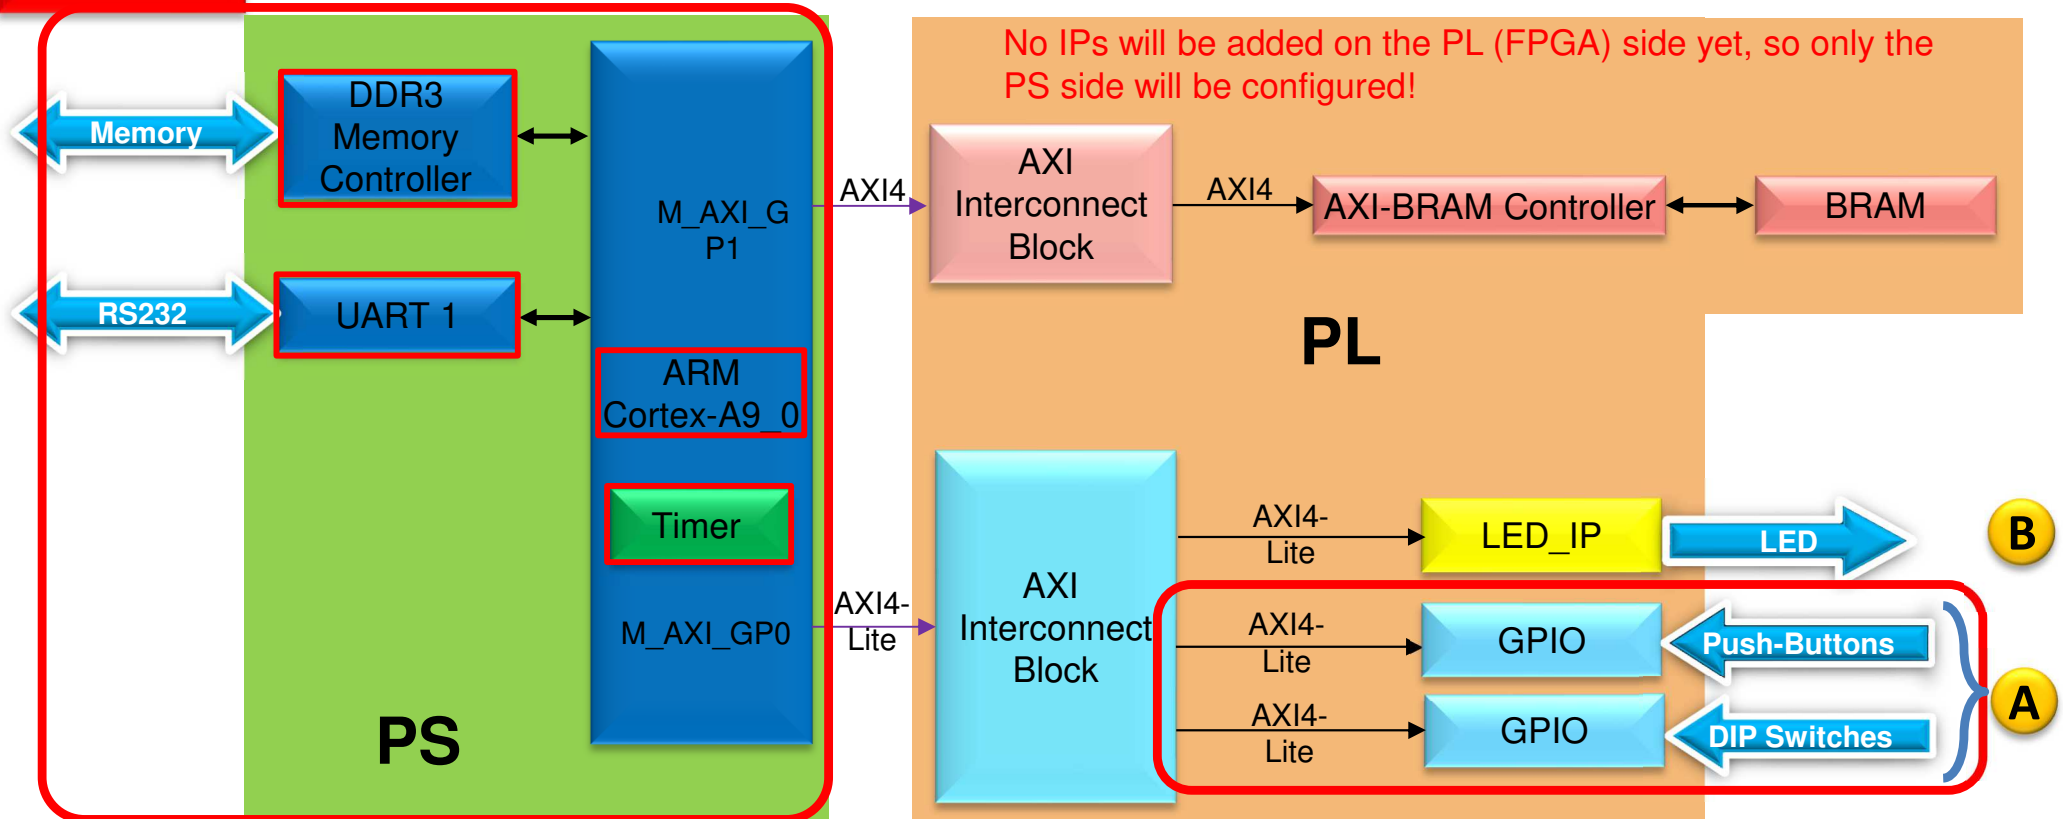 No IPs will be added on the PL (FPGA) side yet, so only the
PS side will be configured!
DDR3
Memory
Controller
Memory
M_AXI_G
P1
AXI4
AXI
Interconnect
Block
AXI4
AXI-BRAM Controller
BRAM
RS232
UART 1
PL
ARM
Cortex-A9_0
Timer
M_AXI_GP0
AXI4-
Lite
AXI
Interconnect
Block
AXI4-
Lite
LED_IP
LED
B
AXI4-
Lite
GPIO
Push-Buttons
A
AXI4-
Lite
GPIO
DIP Switches
PS